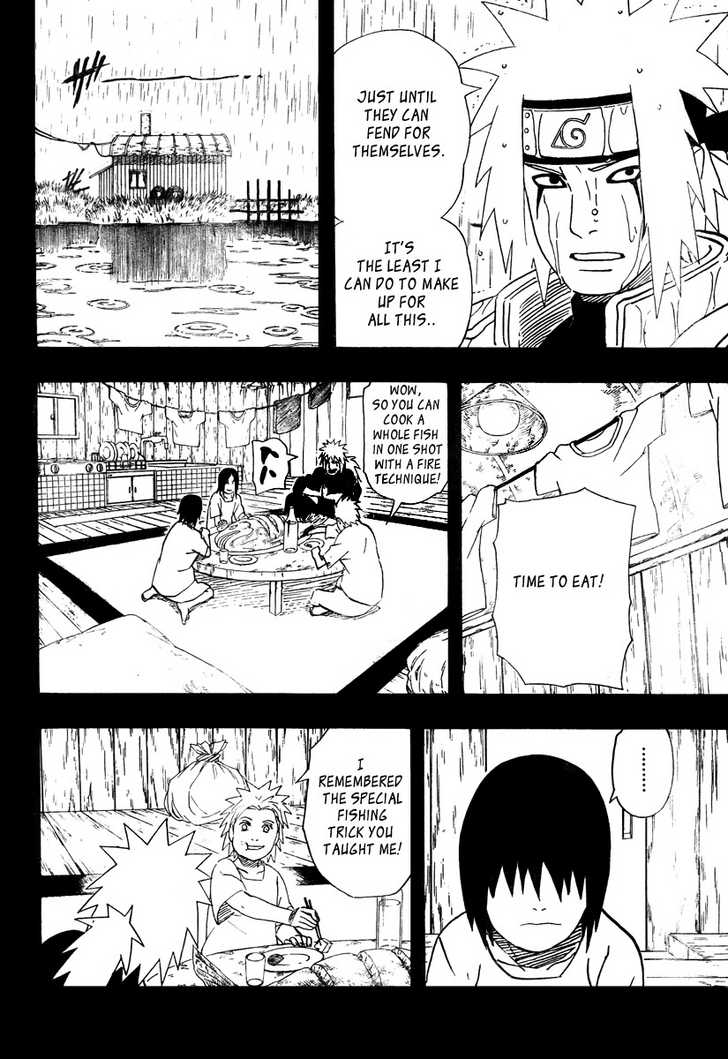 JUST UNTIL
THEY CAN
FEND FOR
THEMSELVES.
IT'S
THE LEAST I
CAN DO TO MAKE
UP FOR
ALL THIS..
TIME TO EAT!
WOW,
SO YOU CAN
COOK A
WHOLE FISH
IN ONE SHOT
WITH A FIRE
TECHNIQUE!
.........
I
REMEMBERED
THE SPECIAL
FISHING
TRICK YOU
TAUGHT ME!